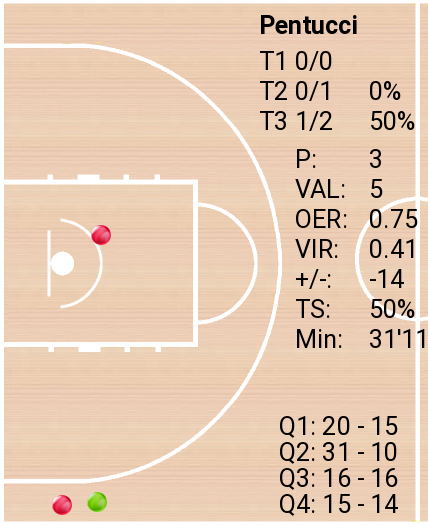 Pentucci
T1 0/0
T2 0/1 0%
T3 1/2 50%
P: 3
VAL: 5
OER: 0.75
VIR: 0.41
+/-: -14
TS: 50%
Min: 31'11
Q1: 20 - 15
Q2: 31 - 10
Q3: 16 - 16
Q4: 15 - 14